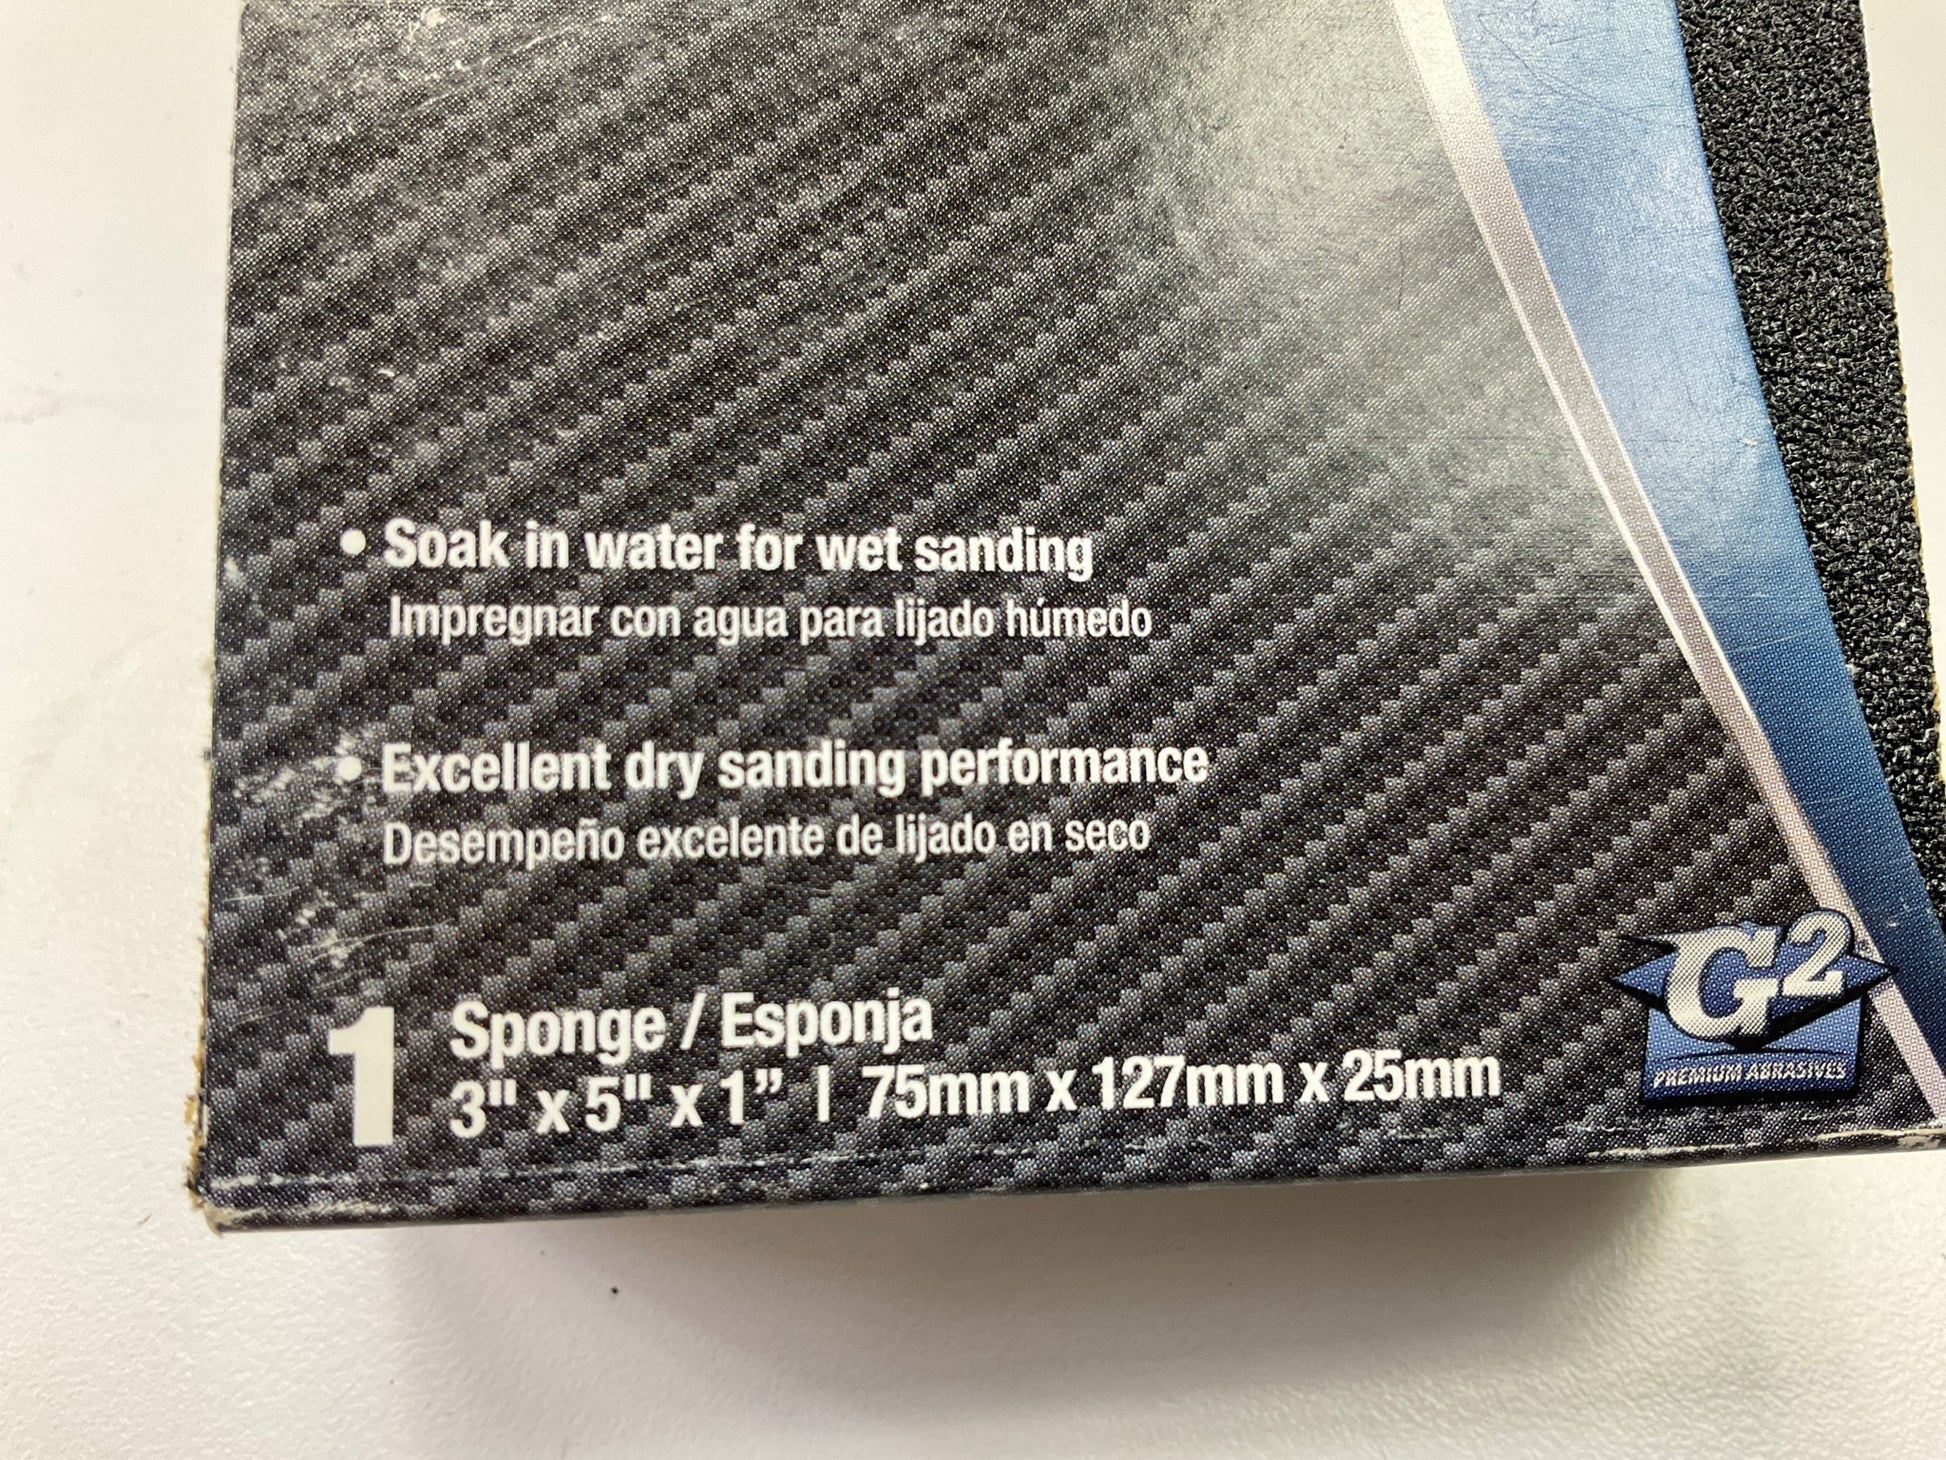 • Soak in water for wet sanding
Impregnar con agua para lijado húmedo
• Excellent dry sanding performance
Desempeño excelente de lijado en seco
1 Sponge / Esponja
3" x 5" x 1” | 75mm x 127mm x 25mm
G2
PREMIUM ABRASIVES